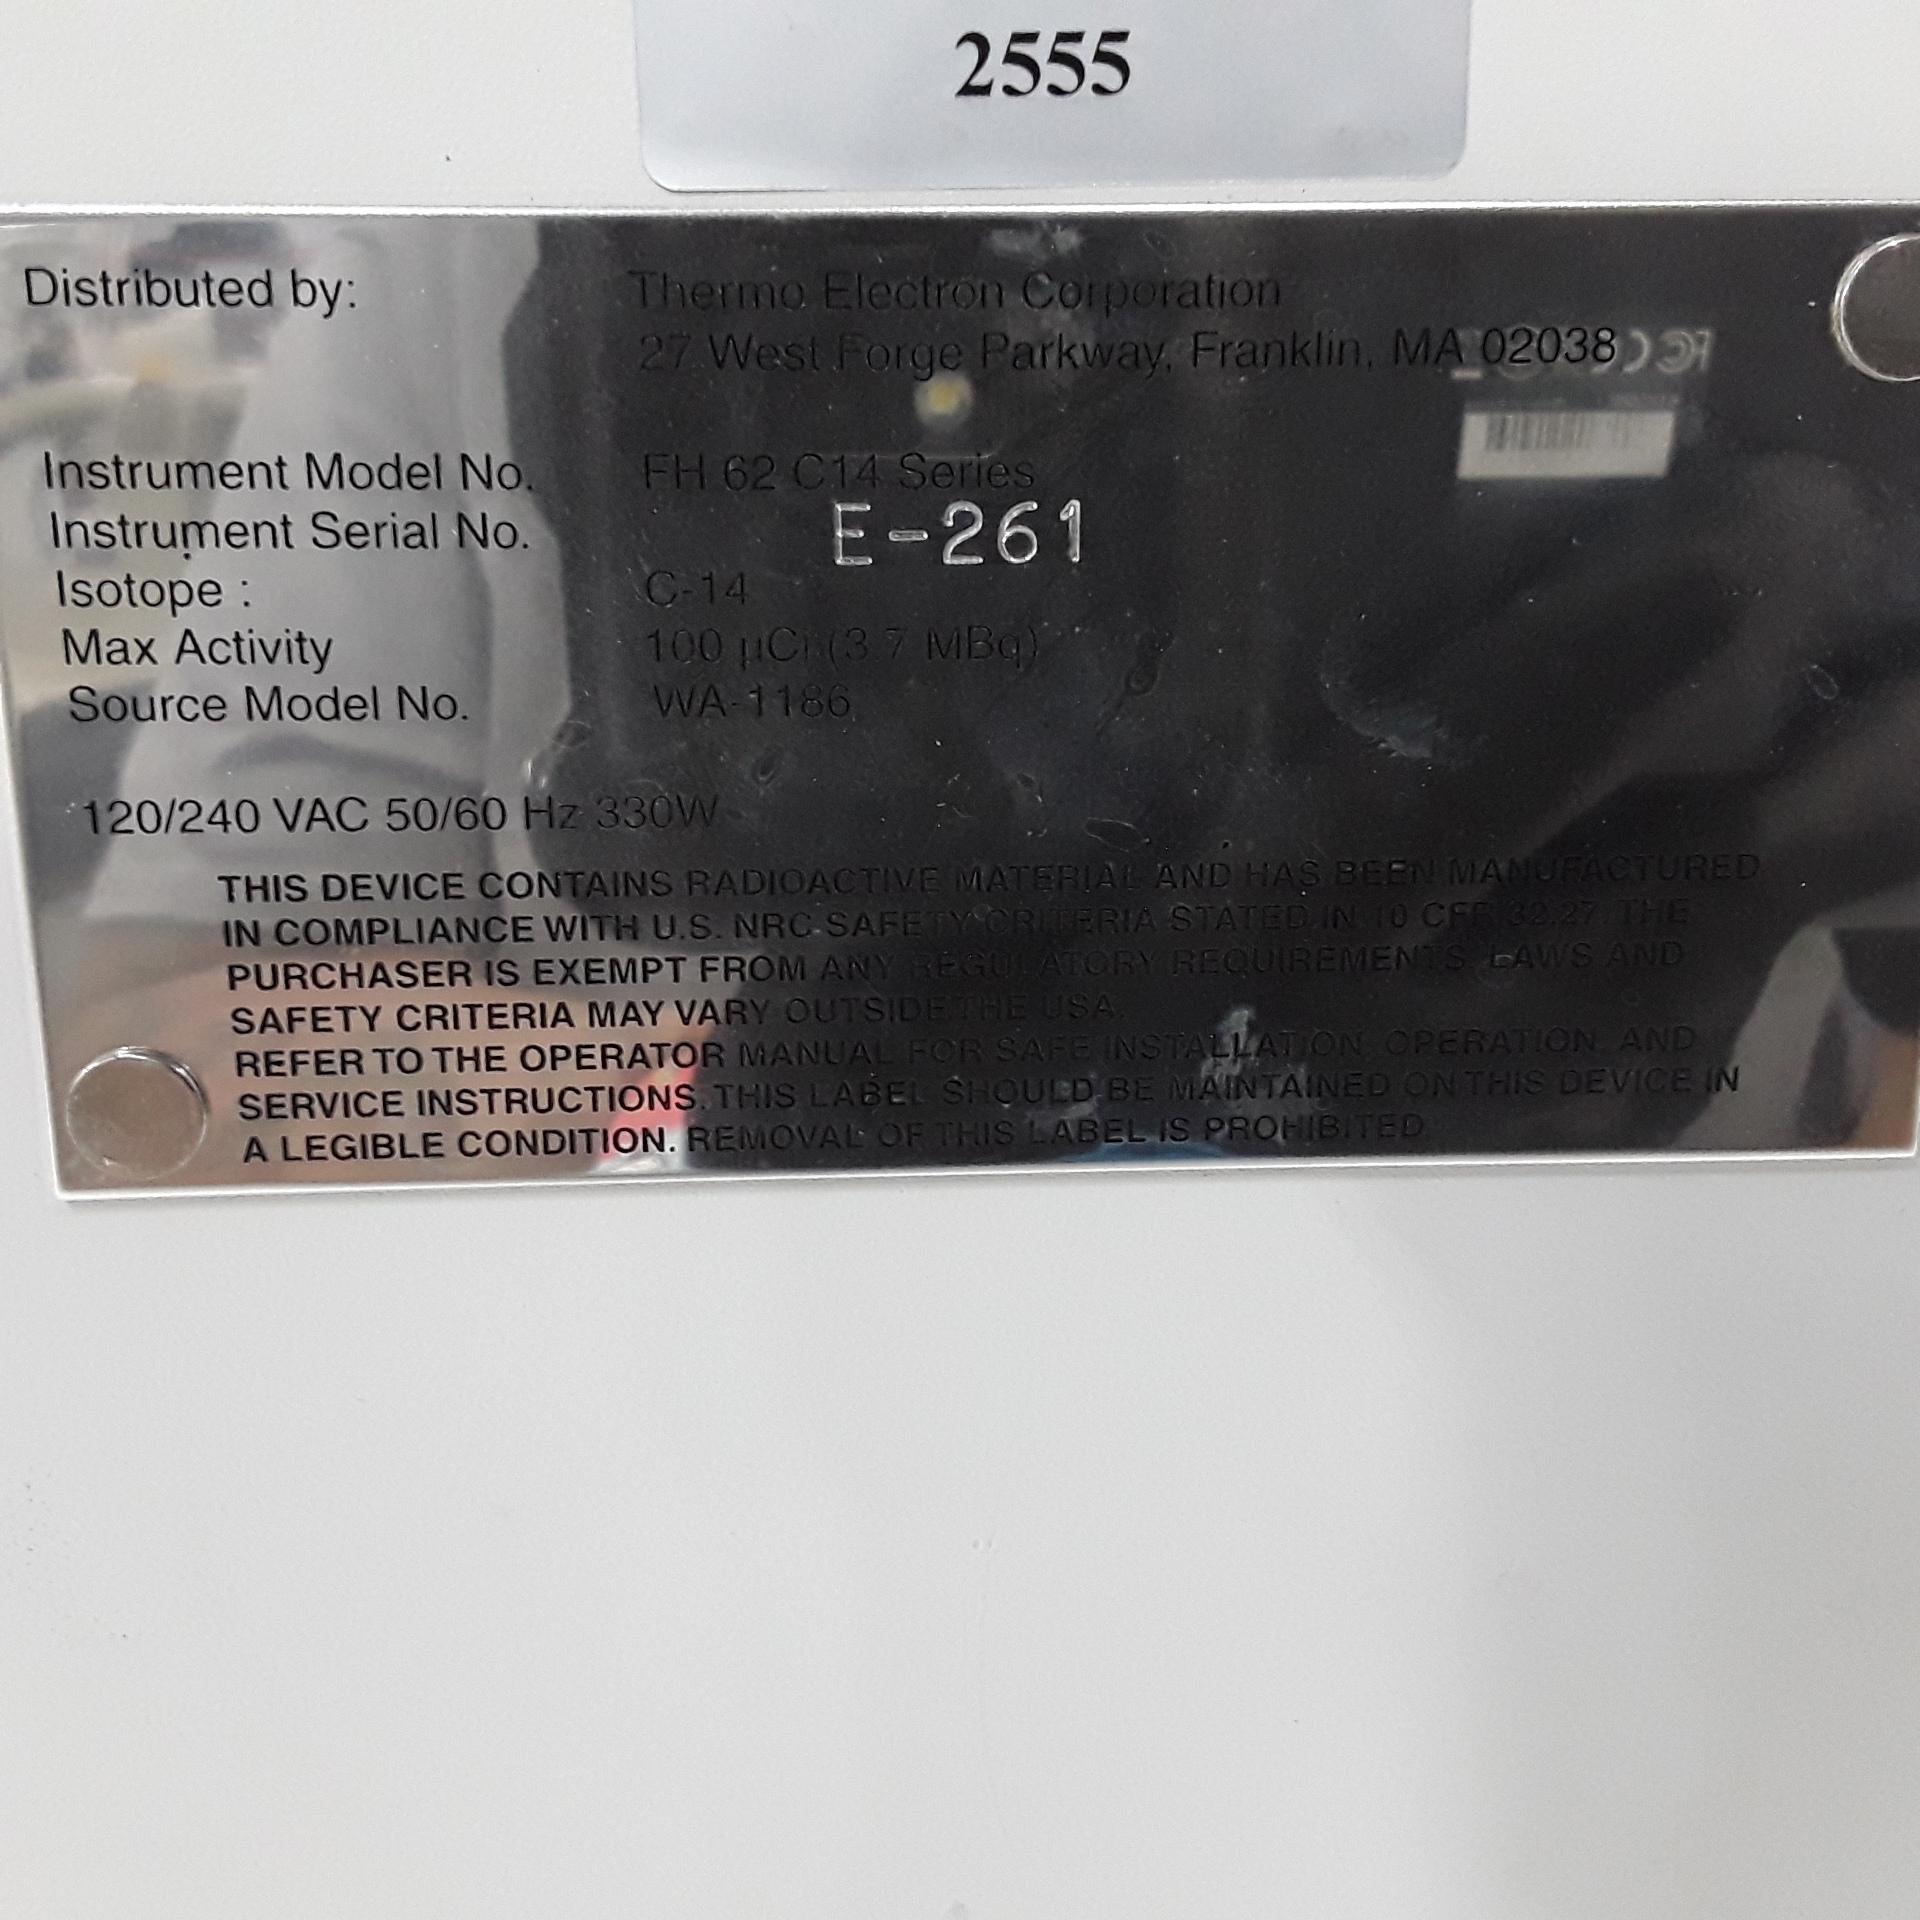 2555
Distributed by: Thermo Electron Corporation
27 West Forge Parkway, Franklin, MA 02038
Instrument Model No. FH 62 C14 Series
Instrument Serial No. E-261
Isotope : C-14
Max Activity 100 µCi (3.7 MBq)
Source Model No. WA-1186
120/240 VAC 50/60 Hz 330W
THIS DEVICE CONTAINS RADIOACTIVE MATERIAL AND HAS BEEN MANUFACTURED
IN COMPLIANCE WITH U.S. NRC SAFETY CRITERIA STATED IN 10 CFR 32.27. THE
PURCHASER IS EXEMPT FROM ANY REGULATORY REQUIREMENTS. LAWS AND
SAFETY CRITERIA MAY VARY OUTSIDE THE USA.
REFER TO THE OPERATOR MANUAL FOR SAFE INSTALLATION, OPERATION, AND
SERVICE INSTRUCTIONS. THIS LABEL SHOULD BE MAINTAINED ON THIS DEVICE IN
A LEGIBLE CONDITION. REMOVAL OF THIS LABEL IS PROHIBITED.